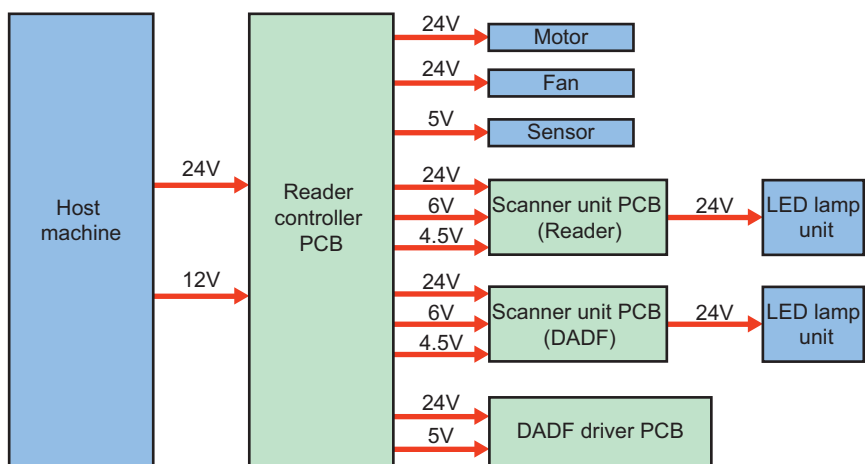 Host
machine
24V
12V
Reader
controller
PCB
24V
Motor
24V
Fan
5V
Sensor
24V
6V
4.5V
Scanner unit PCB
(Reader)
24V
LED lamp
unit
24V
6V
4.5V
Scanner unit PCB
(DADF)
24V
LED lamp
unit
24V
5V
DADF driver PCB